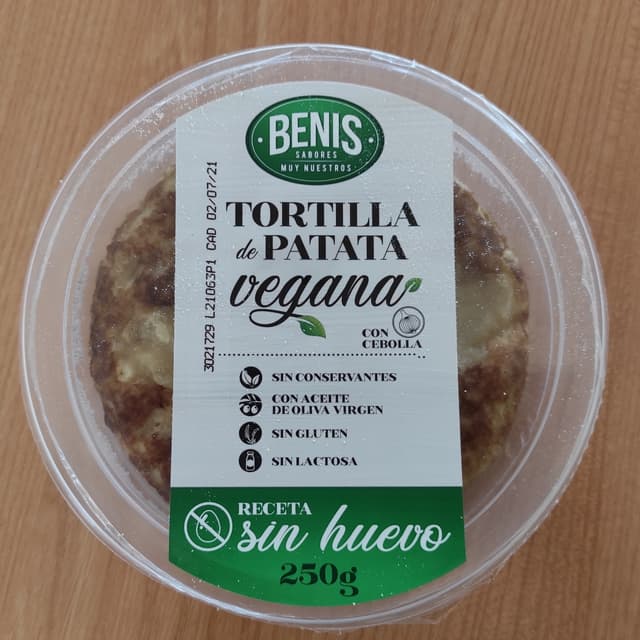 BENIS
SABORES
MUY NUESTROS
TORTILLA
de PATATA
vegana
CON
CEBOLLA
SIN CONSERVANTES
CON ACEITE
DE OLIVA VIRGEN
SIN GLUTEN
SIN LACTOSA
RECETA
sin huevo
250g
3021729 L21063P1 CAD 02/07/21